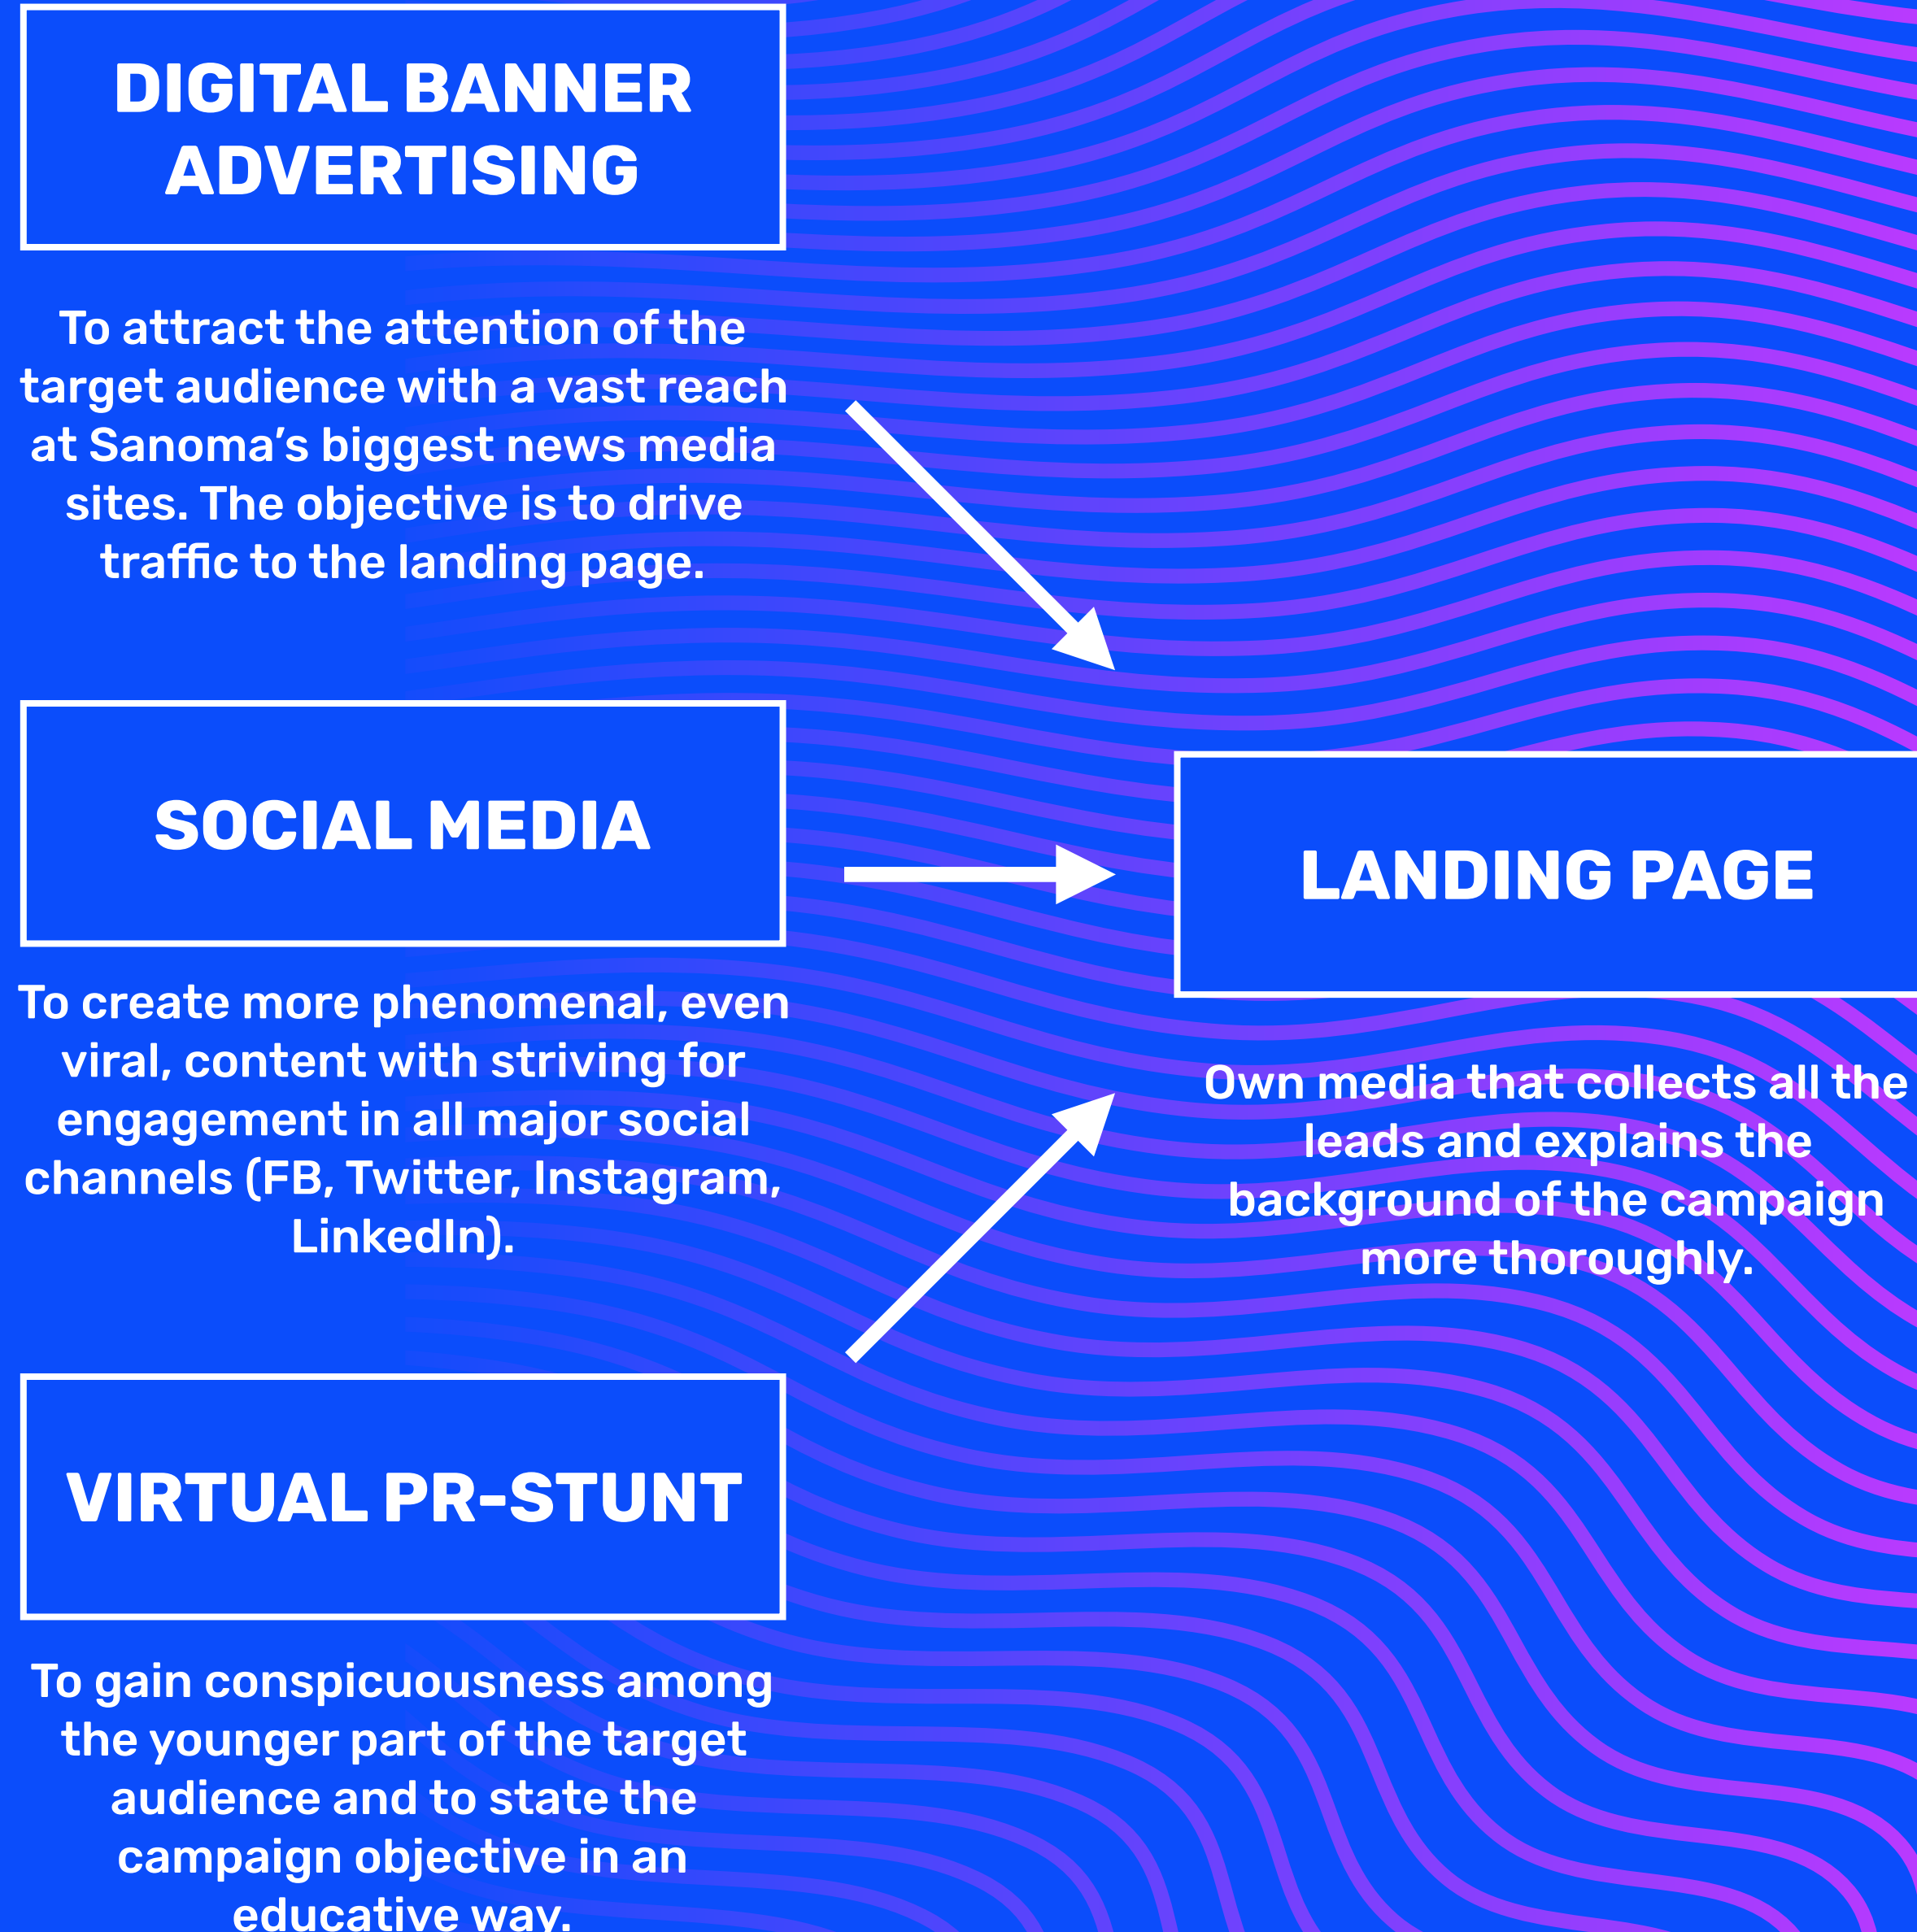 DIGITAL BANNER
ADVERTISING
To attract the attention of the
target audience with a vast reach
at Sanoma’s biggest news media
sites. The objective is to drive
traffic to the landing page.
SOCIAL MEDIA
To create more phenomenal, even
viral, content with striving for
engagement in all major social
channels (FB, Twitter, Instagram,
LinkedIn).
VIRTUAL PR-STUNT
To gain conspicuousness among
the younger part of the target
audience and to state the
campaign objective in an
educative way.
LANDING PAGE
Own media that collects all the
leads and explains the
background of the campaign
more thoroughly.